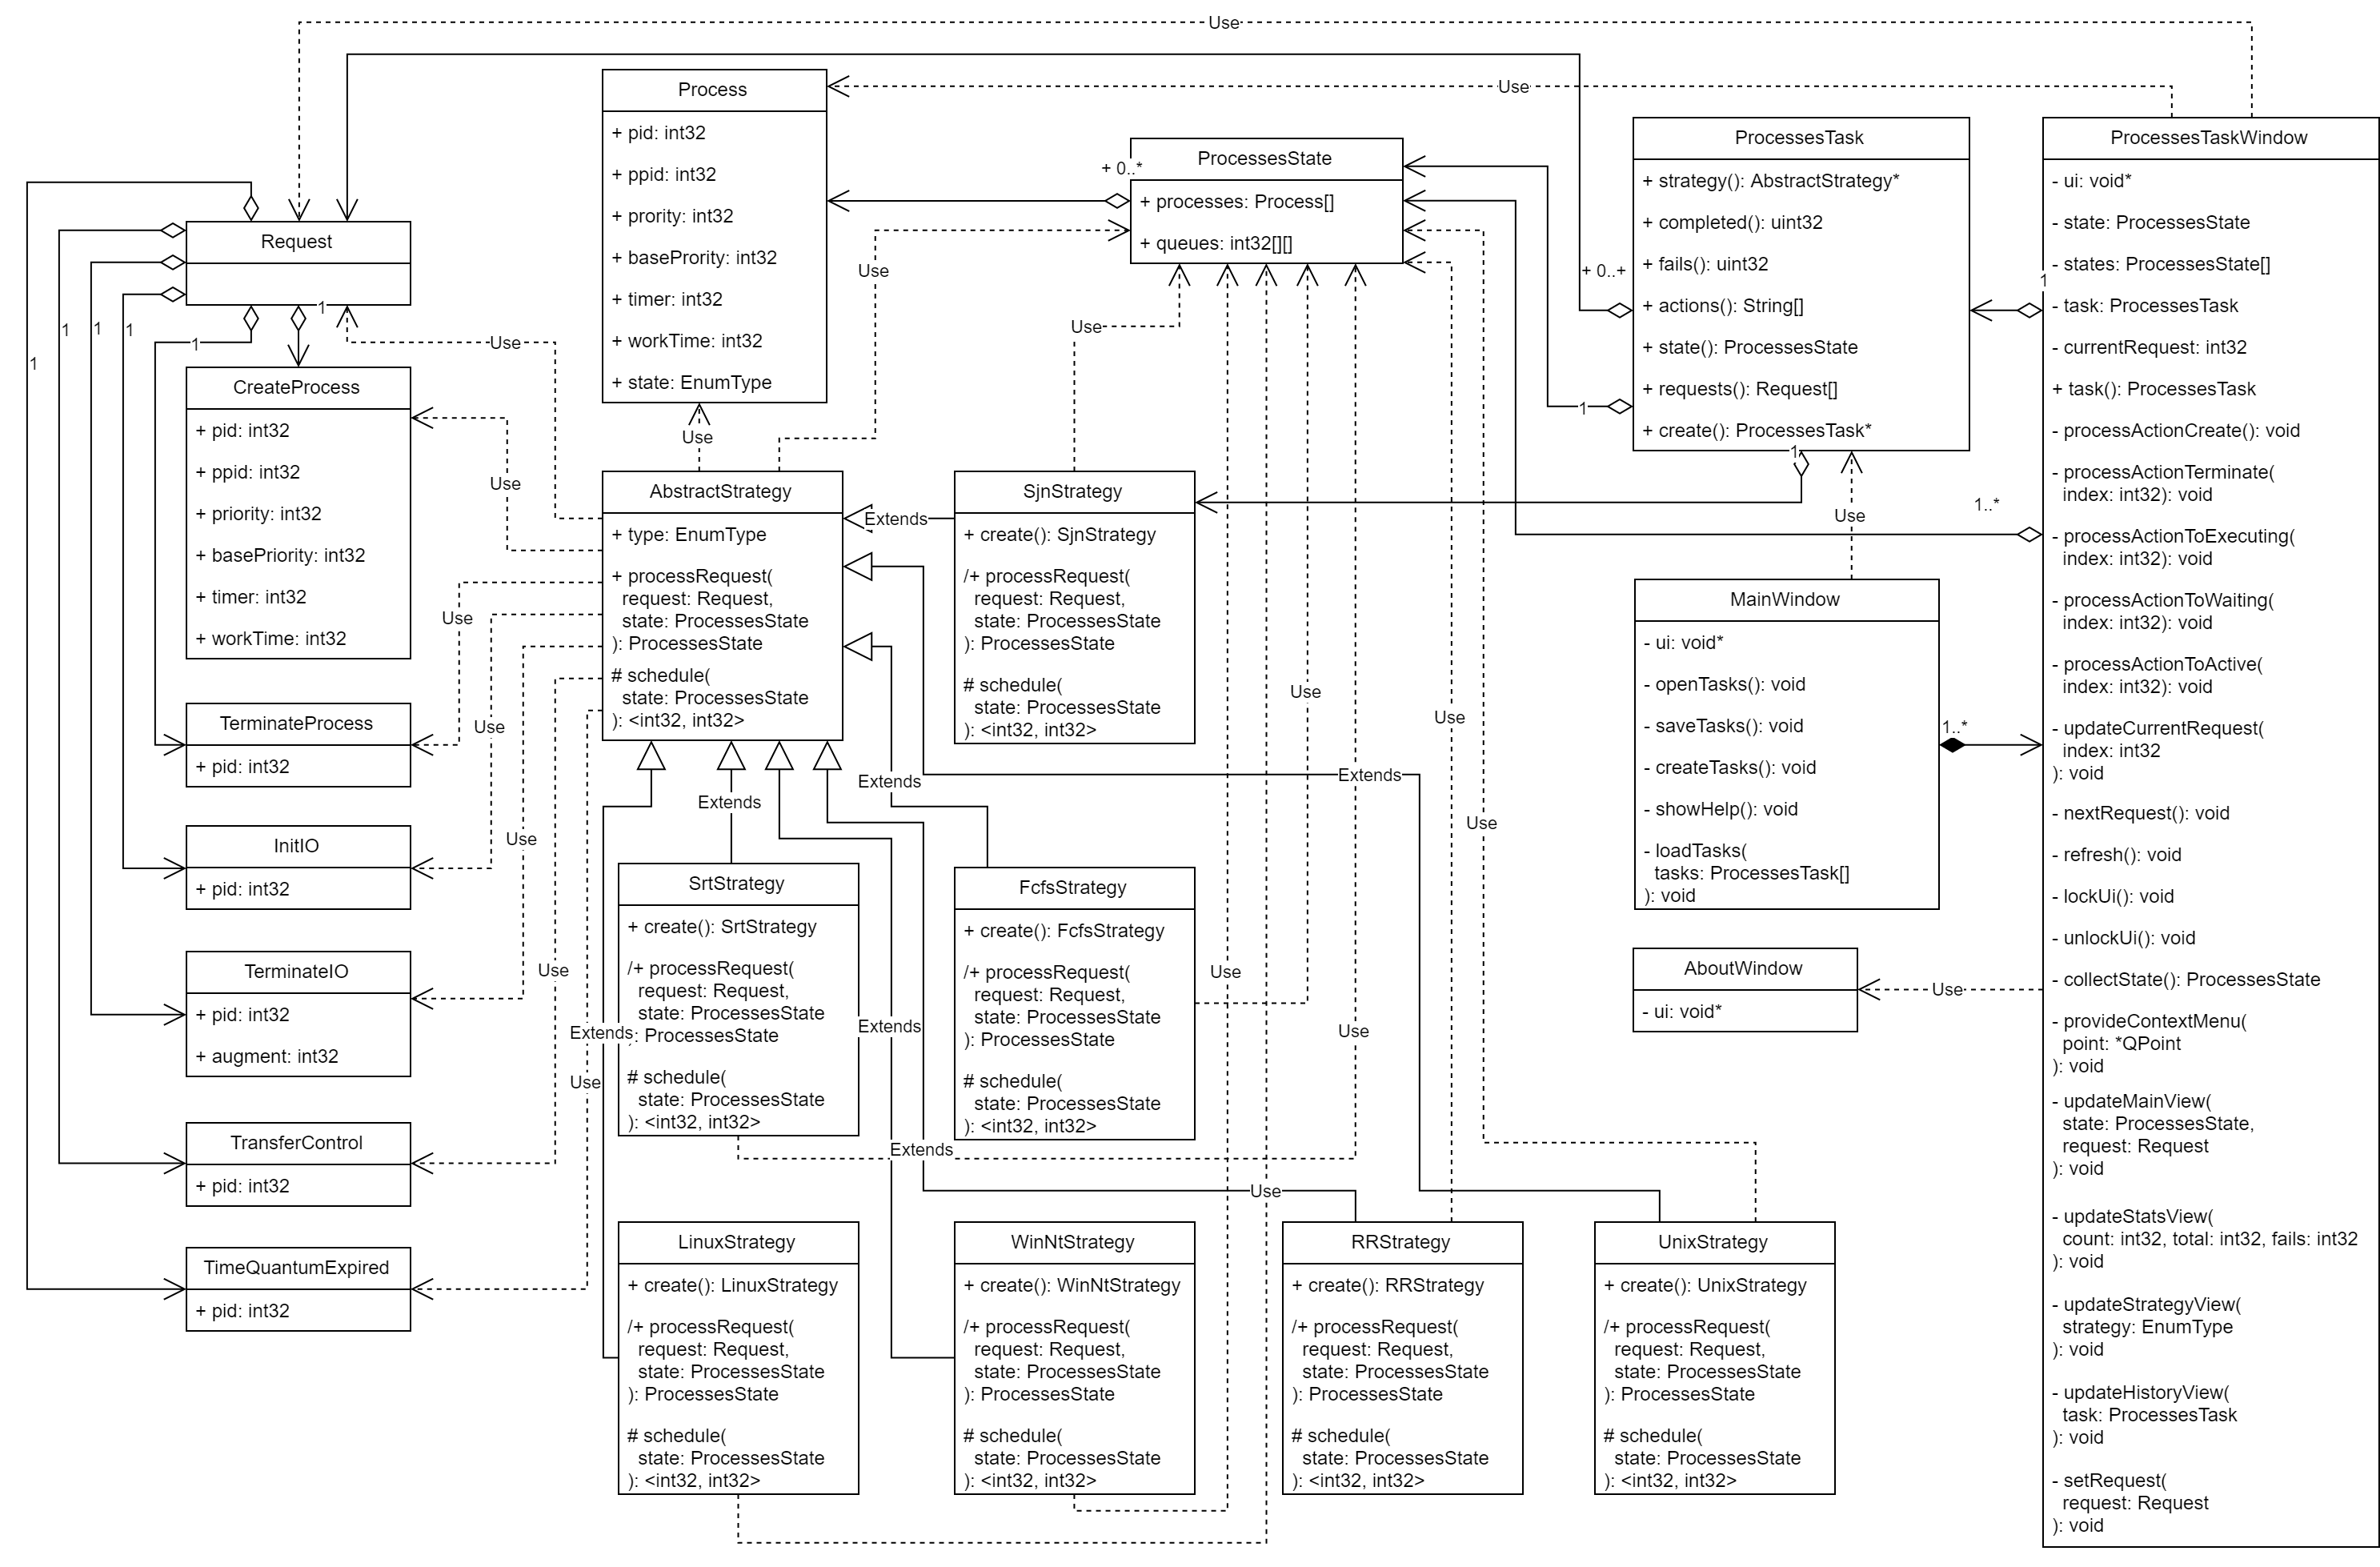 Use
Use
Process
+ pid: int32
+ ppid: int32
+ prority: int32
+ basePrority: int32
+ timer: int32
+ workTime: int32
+ state: EnumType
ProcessesState
+ processes: Process[]
+ queues: int32[][]
+ 0..*
ProcessesTask
+ strategy(): AbstractStrategy*
+ completed(): uint32
+ fails(): uint32
+ actions(): String[]
+ state(): ProcessesState
+ requests(): Request[]
+ create(): ProcessesTask*
+ 0..+
1
1
ProcessesTaskWindow
- ui: void*
- state: ProcessesState
- states: ProcessesState[]
- task: ProcessesTask
- currentRequest: int32
+ task(): ProcessesTask
- processActionCreate(): void
- processActionTerminate(
index: int32): void
- processActionToExecuting(
index: int32): void
- processActionToWaiting(
index: int32): void
- processActionToActive(
index: int32): void
- updateCurrentRequest(
index: int32
): void
- nextRequest(): void
- refresh(): void
- lockUi(): void
- unlockUi(): void
- collectState(): ProcessesState
- provideContextMenu(
point: *QPoint
): void
- updateMainView(
state: ProcessesState,
request: Request
): void
- updateStatsView(
count: int32, total: int32, fails: int32
): void
- updateStrategyView(
strategy: EnumType
): void
- updateHistoryView(
task: ProcessesTask
): void
- setRequest(
request: Request
): void
1
1..*
1..*
Request
1
1
1
1
1
1
CreateProcess
+ pid: int32
+ ppid: int32
+ priority: int32
+ basePriority: int32
+ timer: int32
+ workTime: int32
TerminateProcess
+ pid: int32
InitIO
+ pid: int32
TerminateIO
+ pid: int32
+ augment: int32
TransferControl
+ pid: int32
TimeQuantumExpired
+ pid: int32
Use
Use
Use
Use
Use
Use
Use
Use
Use
AbstractStrategy
+ type: EnumType
+ processRequest(
request: Request,
state: ProcessesState
): ProcessesState
# schedule(
state: ProcessesState
): <int32, int32>
Extends
Use
SjnStrategy
+ create(): SjnStrategy
/+ processRequest(
request: Request,
state: ProcessesState
): ProcessesState
# schedule(
state: ProcessesState
): <int32, int32>
Use
Use
Use
Use
MainWindow
- ui: void*
- openTasks(): void
- saveTasks(): void
- createTasks(): void
- showHelp(): void
- loadTasks(
tasks: ProcessesTask[]
): void
AboutWindow
- ui: void*
Use
Extends
Extends
Extends
SrtStrategy
+ create(): SrtStrategy
/+ processRequest(
request: Request,
state: ProcessesState
): ProcessesState
# schedule(
state: ProcessesState
): <int32, int32>
Extends
Extends
Extends
FcfsStrategy
+ create(): FcfsStrategy
/+ processRequest(
request: Request,
state: ProcessesState
): ProcessesState
# schedule(
state: ProcessesState
): <int32, int32>
Use
Use
Use
LinuxStrategy
+ create(): LinuxStrategy
/+ processRequest(
request: Request,
state: ProcessesState
): ProcessesState
# schedule(
state: ProcessesState
): <int32, int32>
WinNtStrategy
+ create(): WinNtStrategy
/+ processRequest(
request: Request,
state: ProcessesState
): ProcessesState
# schedule(
state: ProcessesState
): <int32, int32>
RRStrategy
+ create(): RRStrategy
/+ processRequest(
request: Request,
state: ProcessesState
): ProcessesState
# schedule(
state: ProcessesState
): <int32, int32>
UnixStrategy
+ create(): UnixStrategy
/+ processRequest(
request: Request,
state: ProcessesState
): ProcessesState
# schedule(
state: ProcessesState
): <int32, int32>